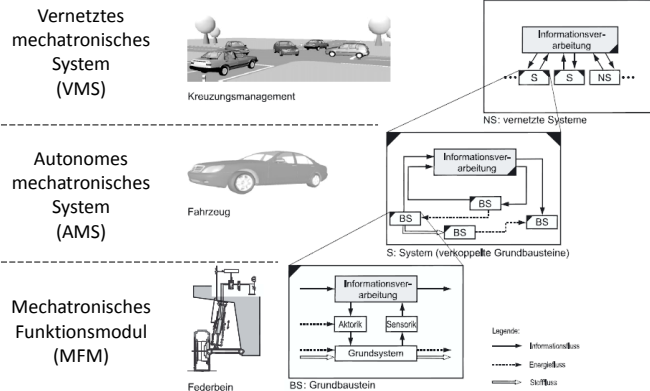 Vernetztes
mechatronisches
System
(VMS)
Kreuzungsmanagement
Informationsver-
arbeitung
S
S
NS
NS: vernetzte Systeme
Autonomes
mechatronisches
System
(AMS)
Fahrzeug
Informationsver-
arbeitung
BS
BS
BS
BS
S: System (verkoppelte Grundbausteine)
Mechatronisches
Funktionsmodul
(MFM)
Federbein
Informationsver-
arbeitung
Aktorik
Sensorik
Grundsystem
BS: Grundbaustein
Legende:
Informationsfluss
Energiefluss
Stofffluss